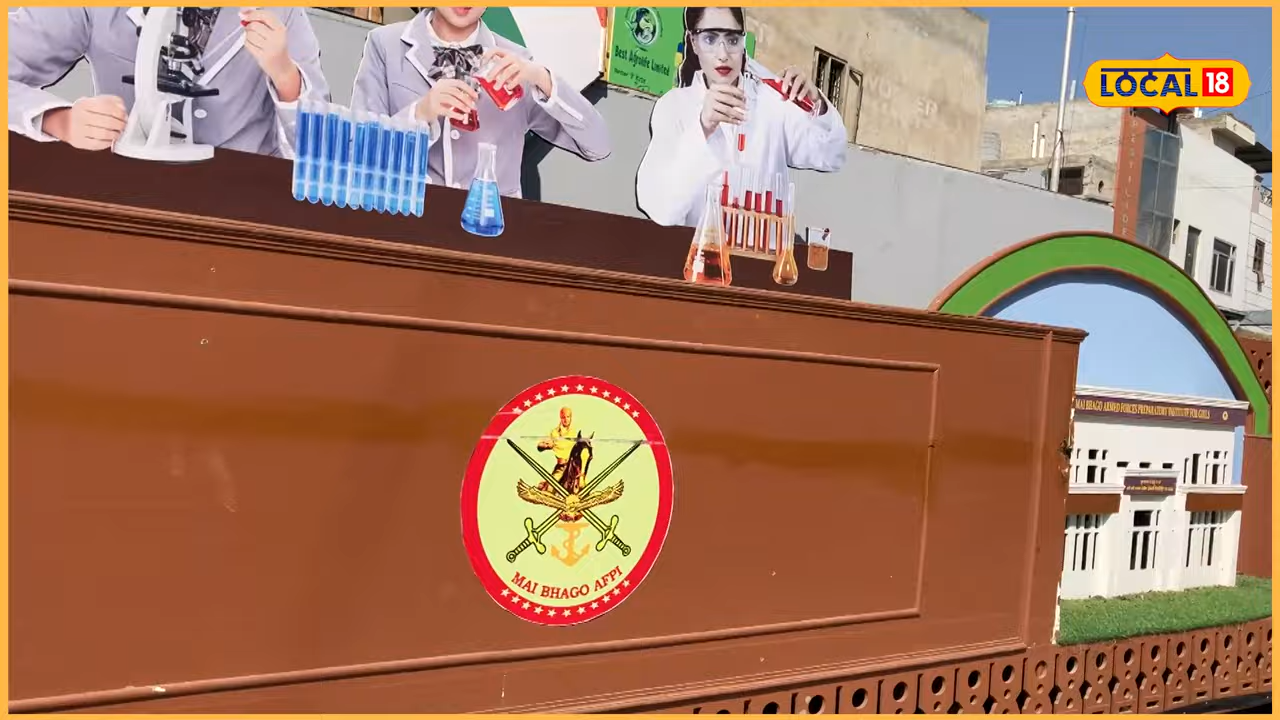 LOCAL 18
Best Agrolife Limited
MAI BHAGO ARMED FORCES PREPARATORY INSTITUTE FOR GIRLS
MAI BHAGO AFPI